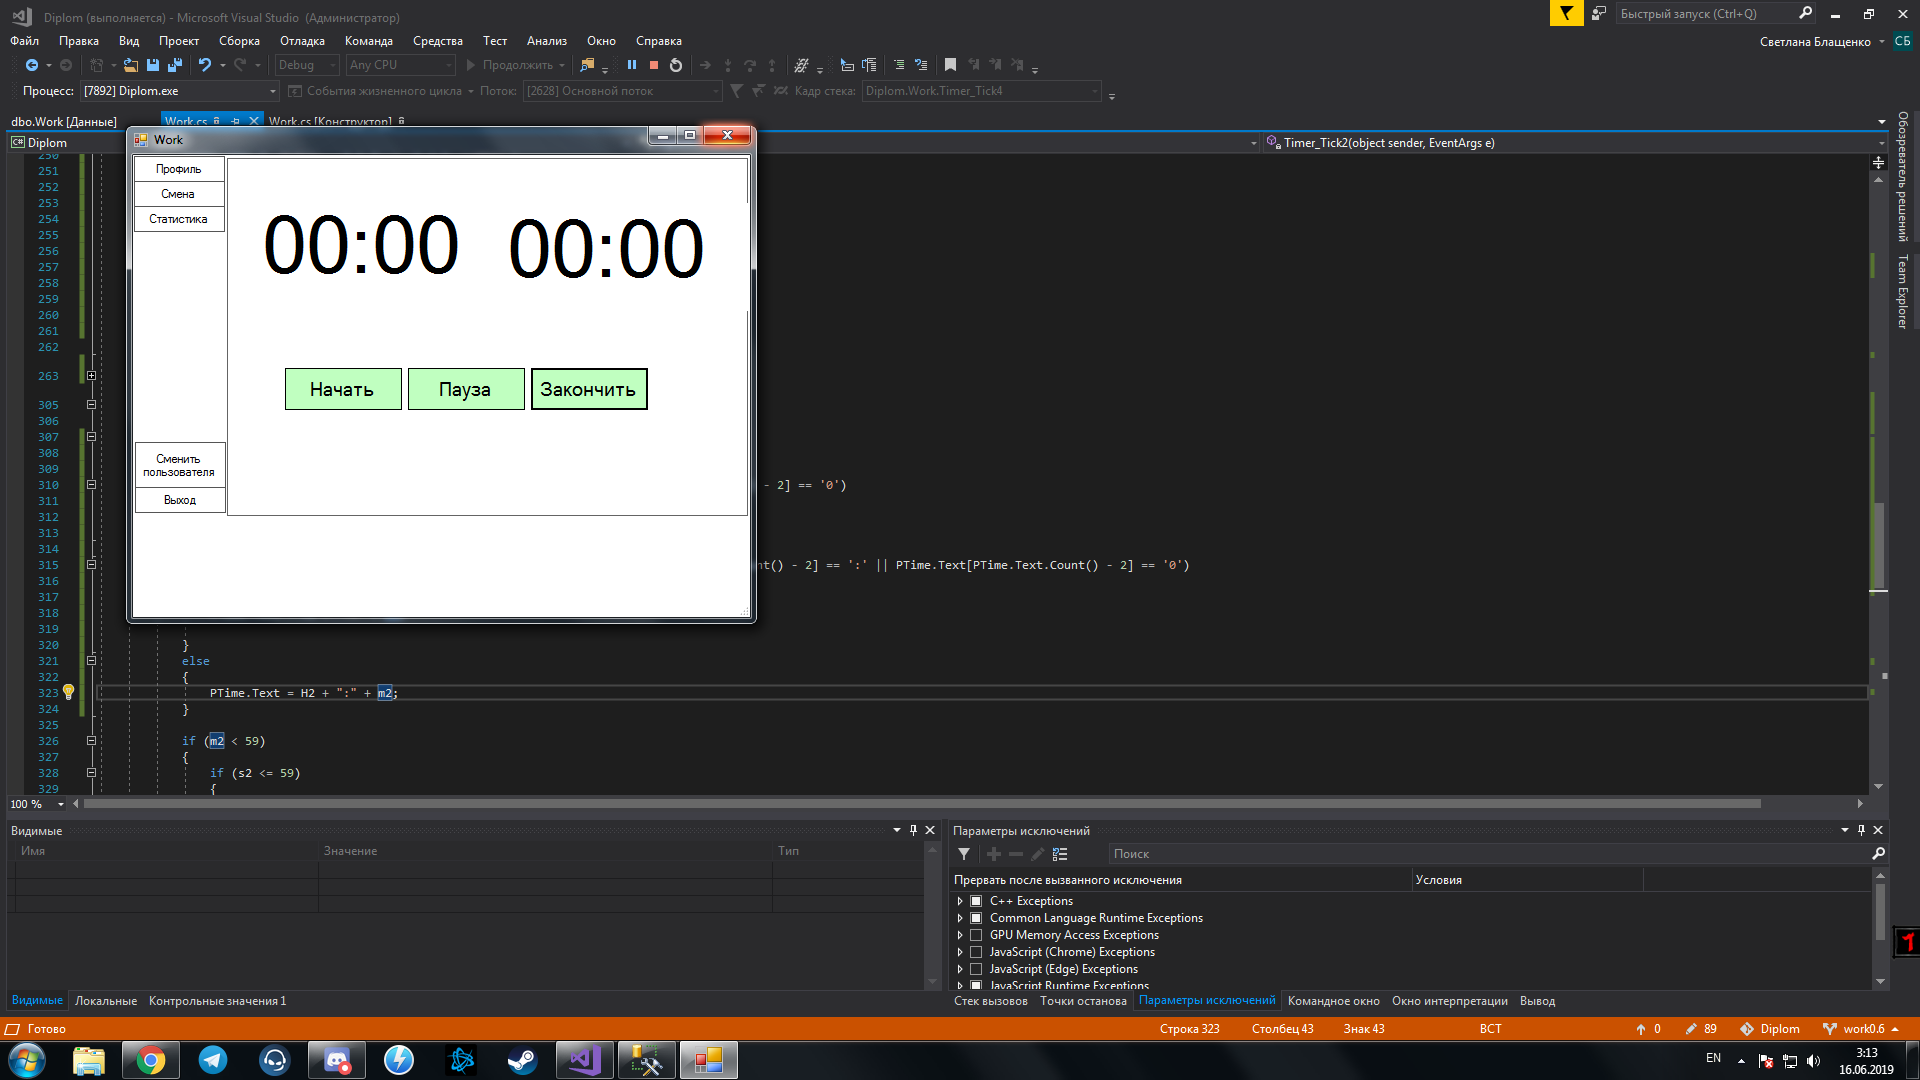 Diplom (выполняется) - Microsoft Visual Studio (Администратор)
Быстрый запуск (Ctrl+Q)
Файл Правка Вид Проект Сборка Отладка Команда Средства Тест Анализ Окно Справка
Светлана Блащенко СБ
Debug Any CPU Продолжить
Процесс: [7892] Diplom.exe События жизненного цикла Поток: [2628] Основной поток Кадр стека: Diplom.Work.Timer_Tick4
dbo.Work [Данные] Work.cs Work.cs [Конструктор]
Diplom
Timer_Tick2(object sender, EventArgs e)
Обозреватель решений
Team Explorer
Work
Профиль
Смена
Статистика
00:00 00:00
Начать Пауза Закончить
Сменить
пользователя
Выход
250
251
252
253
254
255
256
257
258
259
260
261
262
263
305
306
307
308
309
310 - 2] == '0')
311
312
313
314
315 nt() - 2] == ':' || PTime.Text[PTime.Text.Count() - 2] == '0')
316
317
318
319
320 }
321 else
322 {
323 PTime.Text = H2 + ":" + m2;
324 }
325
326 if (m2 < 59)
327 {
328 if (s2 <= 59)
329 {
100 %
Видимые
Имя Значение Тип
Параметры исключений
Поиск
Прервать после вызванного исключения Условия
C++ Exceptions
Common Language Runtime Exceptions
GPU Memory Access Exceptions
JavaScript (Chrome) Exceptions
JavaScript (Edge) Exceptions
JavaScript Runtime Exceptions
Видимые Локальные Контрольные значения 1
Стек вызовов Точки останова Параметры исключений Командное окно Окно интерпретации Вывод
Готово Строка 323 Столбец 43 Знак 43 ВСТ 0 89 Diplom work0.6
EN 3:13
16.06.2019